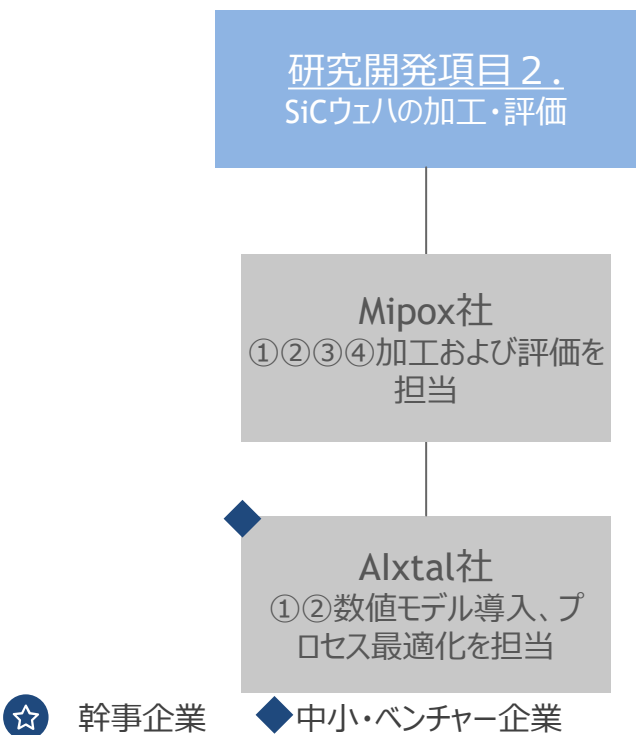 研究開発項目２．
SiCウェハの加工・評価
Mipox社
①②③④加工および評価を
担当
AIxtal社
①②数値モデル導入、プ
ロセス最適化を担当
幹事企業 中小・ベンチャー企業